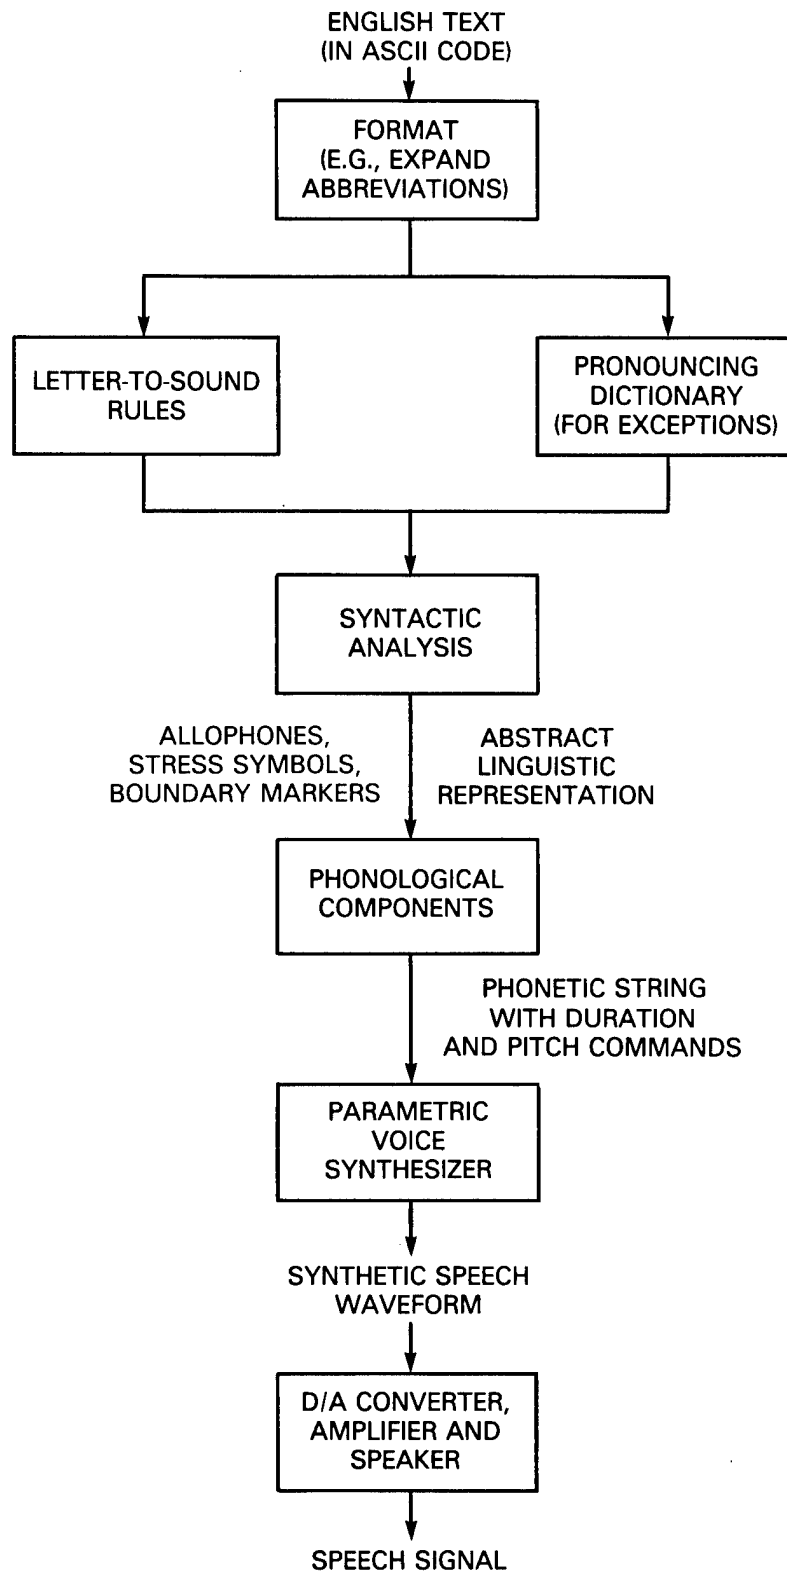 ENGLISH TEXT
(IN ASCII CODE)
FORMAT
(E.G., EXPAND
ABBREVIATIONS)
LETTER-TO-SOUND
RULES
PRONOUNCING
DICTIONARY
(FOR EXCEPTIONS)
SYNTACTIC
ANALYSIS
ALLOPHONES,
STRESS SYMBOLS,
BOUNDARY MARKERS
ABSTRACT
LINGUISTIC
REPRESENTATION
PHONOLOGICAL
COMPONENTS
PHONETIC STRING
WITH DURATION
AND PITCH COMMANDS
PARAMETRIC
VOICE
SYNTHESIZER
SYNTHETIC SPEECH
WAVEFORM
D/A CONVERTER,
AMPLIFIER AND
SPEAKER
SPEECH SIGNAL